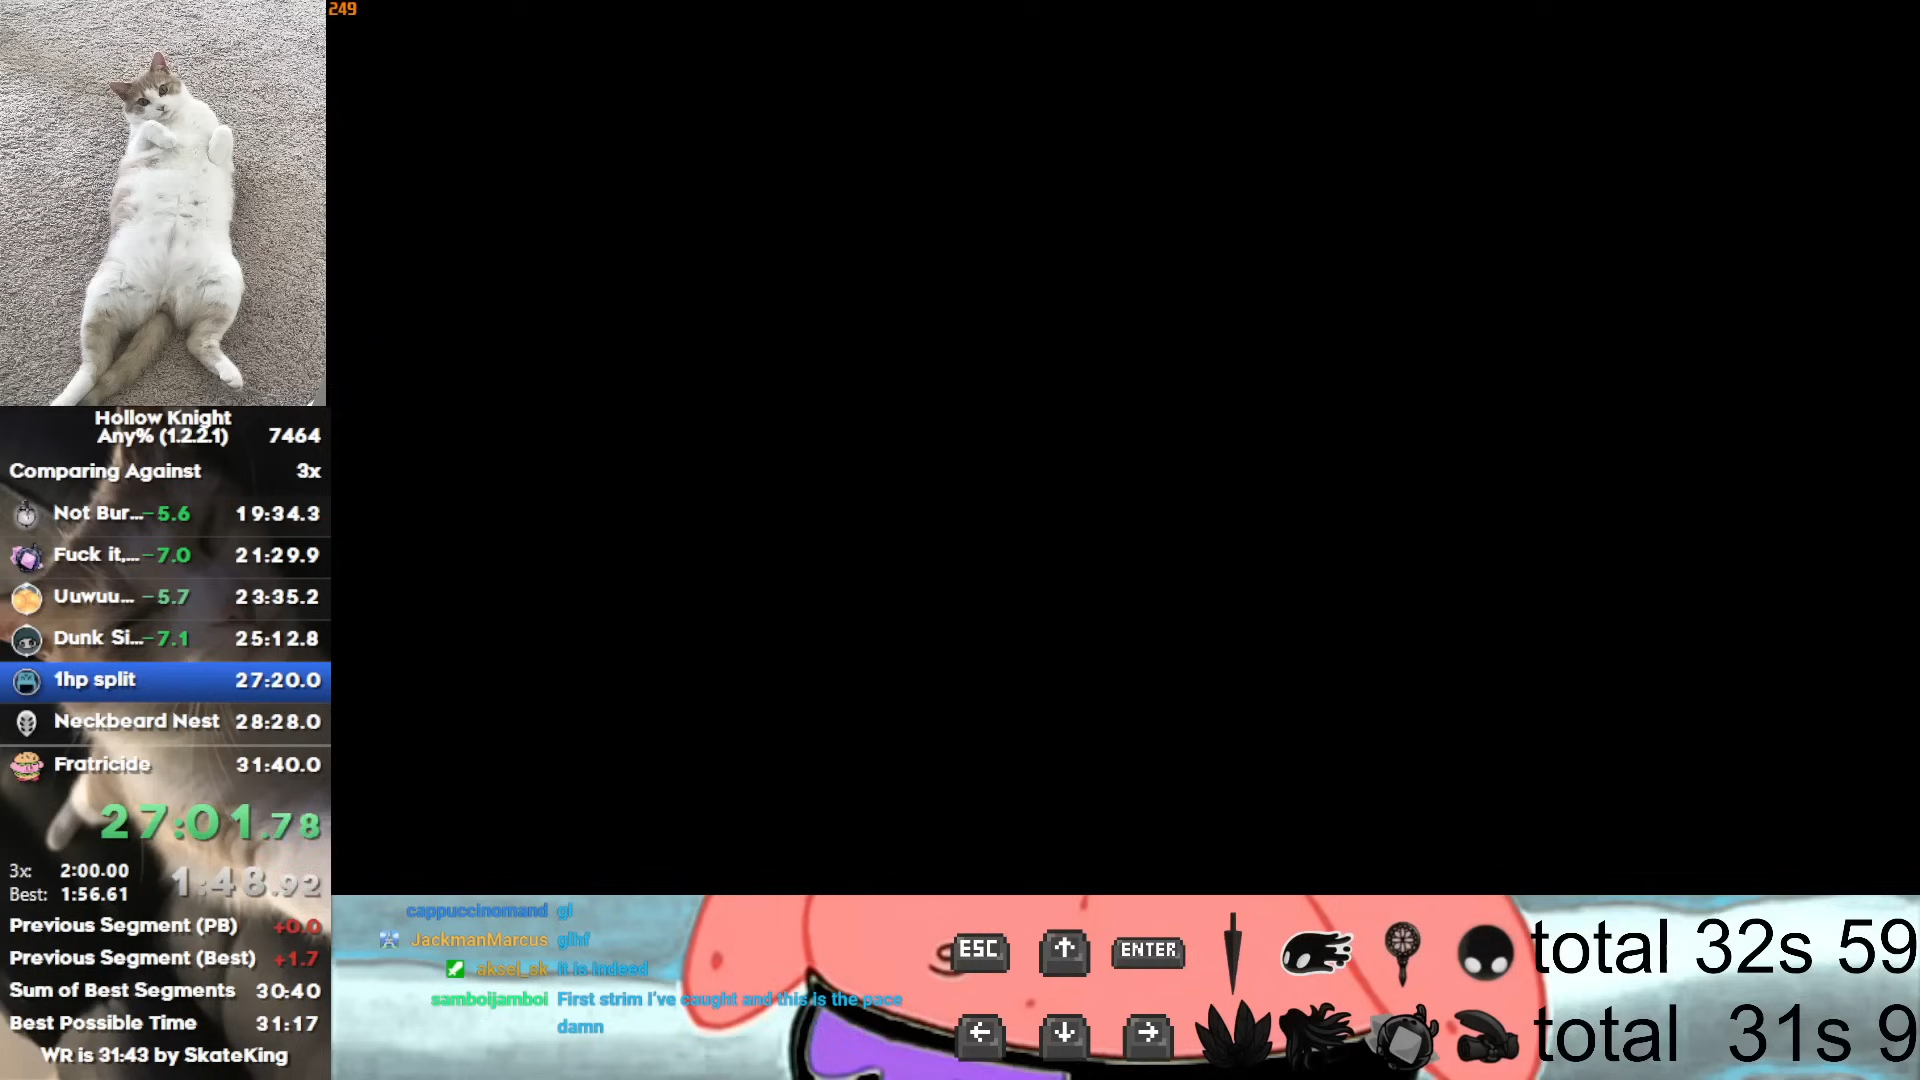 249
Hollow Knight
Any% (1.2.2.1) 7464
Comparing Against 3x
Not Bur... -5.6 19:34.3
Fuck it,... -7.0 21:29.9
Uuwuu... -5.7 23:35.2
Dunk Si... -7.1 25:12.8
1hp split 27:20.0
Neckbeard Nest 28:28.0
Fratricide 31:40.0
27:01.78
3x: 2:00.00
Best: 1:56.61
1:48.92
Previous Segment (PB) +0.0
Previous Segment (Best) +1.7
Sum of Best Segments 30:40
Best Possible Time 31:17
WR is 31:43 by SkateKing
cappuccinomand gl
JackmanMarcus glhf
aksel_sk It is indeed
samboijamboi First strim I've caught and this is the pace
damn
ESC
ENTER
total 32s 59
total 31s 9